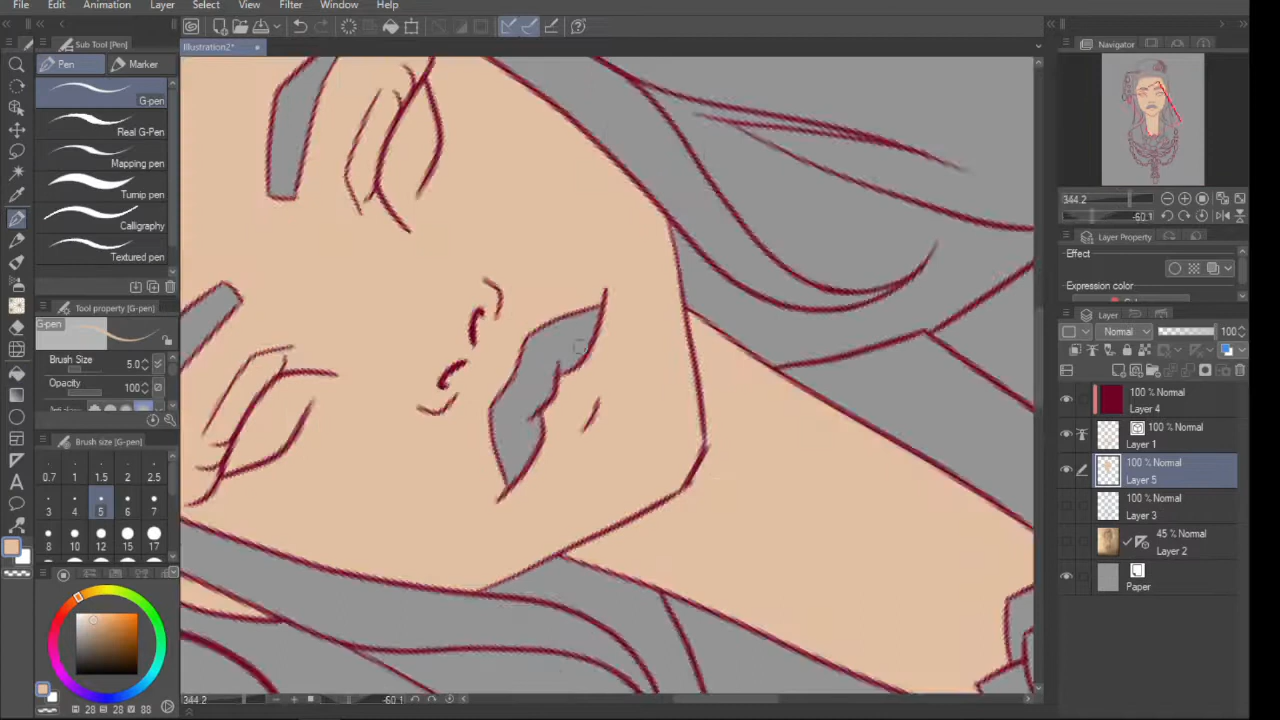 File Edit Animation Layer Select View Filter Window Help
Illustration2*
Sub Tool [Pen]
Pen Marker
G-pen
Real G-Pen
Mapping pen
Turnip pen
Calligraphy
Textured pen
Tool property [G-pen]
G-pen
Brush Size 5.0
Opacity 100
Brush size [G-pen]
0.7 1 1.5 2 2.5
3 4 5 6 7
8 10 12 15 17
28 28 88
344.2 -60.1
Navigator
344.2
-60.1
Layer Property
Effect
Expression color
Layer
Normal 100
100 % Normal
Layer 4
100 % Normal
Layer 1
100 % Normal
Layer 5
100 % Normal
Layer 3
45 % Normal
Layer 2
Paper